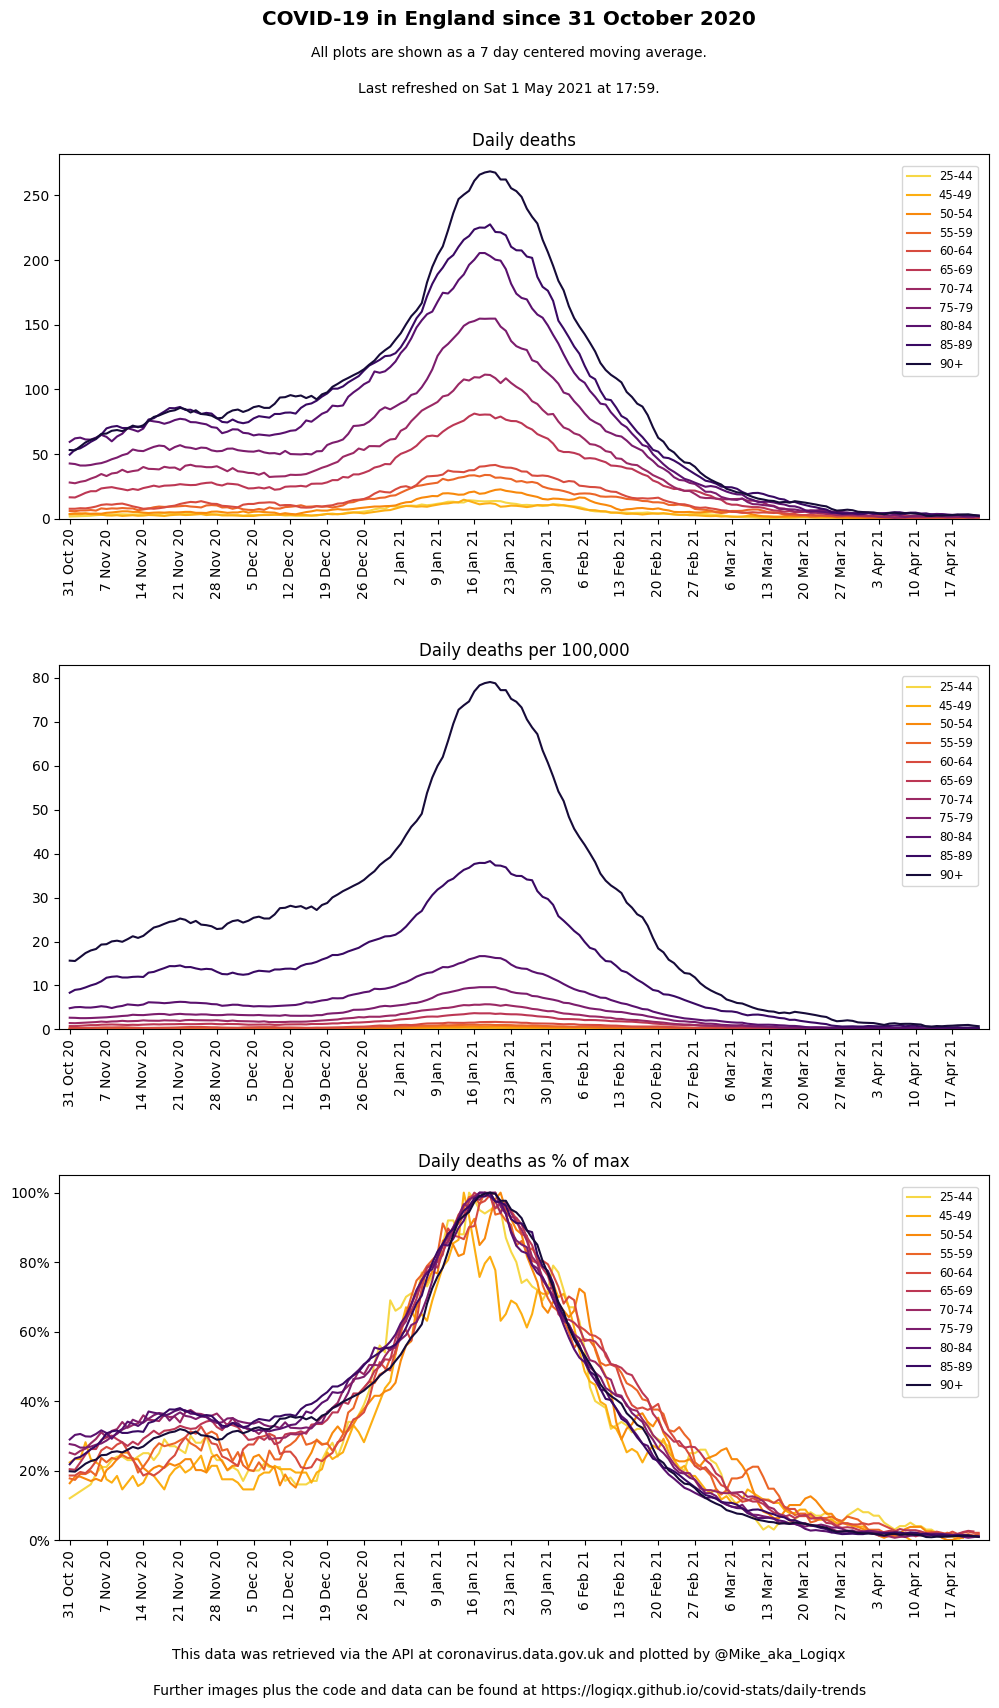 COVID-19 in England since 31 October 2020
All plots are shown as a 7 day centered moving average.
Last refreshed on Sat 1 May 2021 at 17:59.
Daily deaths
250
200
150
100
50
0
25-44
45-49
50-54
55-59
60-64
65-69
70-74
75-79
80-84
85-89
90+
31 Oct 20
7 Nov 20
14 Nov 20
21 Nov 20
28 Nov 20
5 Dec 20
12 Dec 20
19 Dec 20
26 Dec 20
2 Jan 21
9 Jan 21
16 Jan 21
23 Jan 21
30 Jan 21
6 Feb 21
13 Feb 21
20 Feb 21
27 Feb 21
6 Mar 21
13 Mar 21
20 Mar 21
27 Mar 21
3 Apr 21
10 Apr 21
17 Apr 21
Daily deaths per 100,000
80
70
60
50
40
30
20
10
0
25-44
45-49
50-54
55-59
60-64
65-69
70-74
75-79
80-84
85-89
90+
31 Oct 20
7 Nov 20
14 Nov 20
21 Nov 20
28 Nov 20
5 Dec 20
12 Dec 20
19 Dec 20
26 Dec 20
2 Jan 21
9 Jan 21
16 Jan 21
23 Jan 21
30 Jan 21
6 Feb 21
13 Feb 21
20 Feb 21
27 Feb 21
6 Mar 21
13 Mar 21
20 Mar 21
27 Mar 21
3 Apr 21
10 Apr 21
17 Apr 21
Daily deaths as % of max
100%
80%
60%
40%
20%
0%
25-44
45-49
50-54
55-59
60-64
65-69
70-74
75-79
80-84
85-89
90+
31 Oct 20
7 Nov 20
14 Nov 20
21 Nov 20
28 Nov 20
5 Dec 20
12 Dec 20
19 Dec 20
26 Dec 20
2 Jan 21
9 Jan 21
16 Jan 21
23 Jan 21
30 Jan 21
6 Feb 21
13 Feb 21
20 Feb 21
27 Feb 21
6 Mar 21
13 Mar 21
20 Mar 21
27 Mar 21
3 Apr 21
10 Apr 21
17 Apr 21
This data was retrieved via the API at coronavirus.data.gov.uk and plotted by @Mike_aka_Logiqx
Further images plus the code and data can be found at https://logiqx.github.io/covid-stats/daily-trends